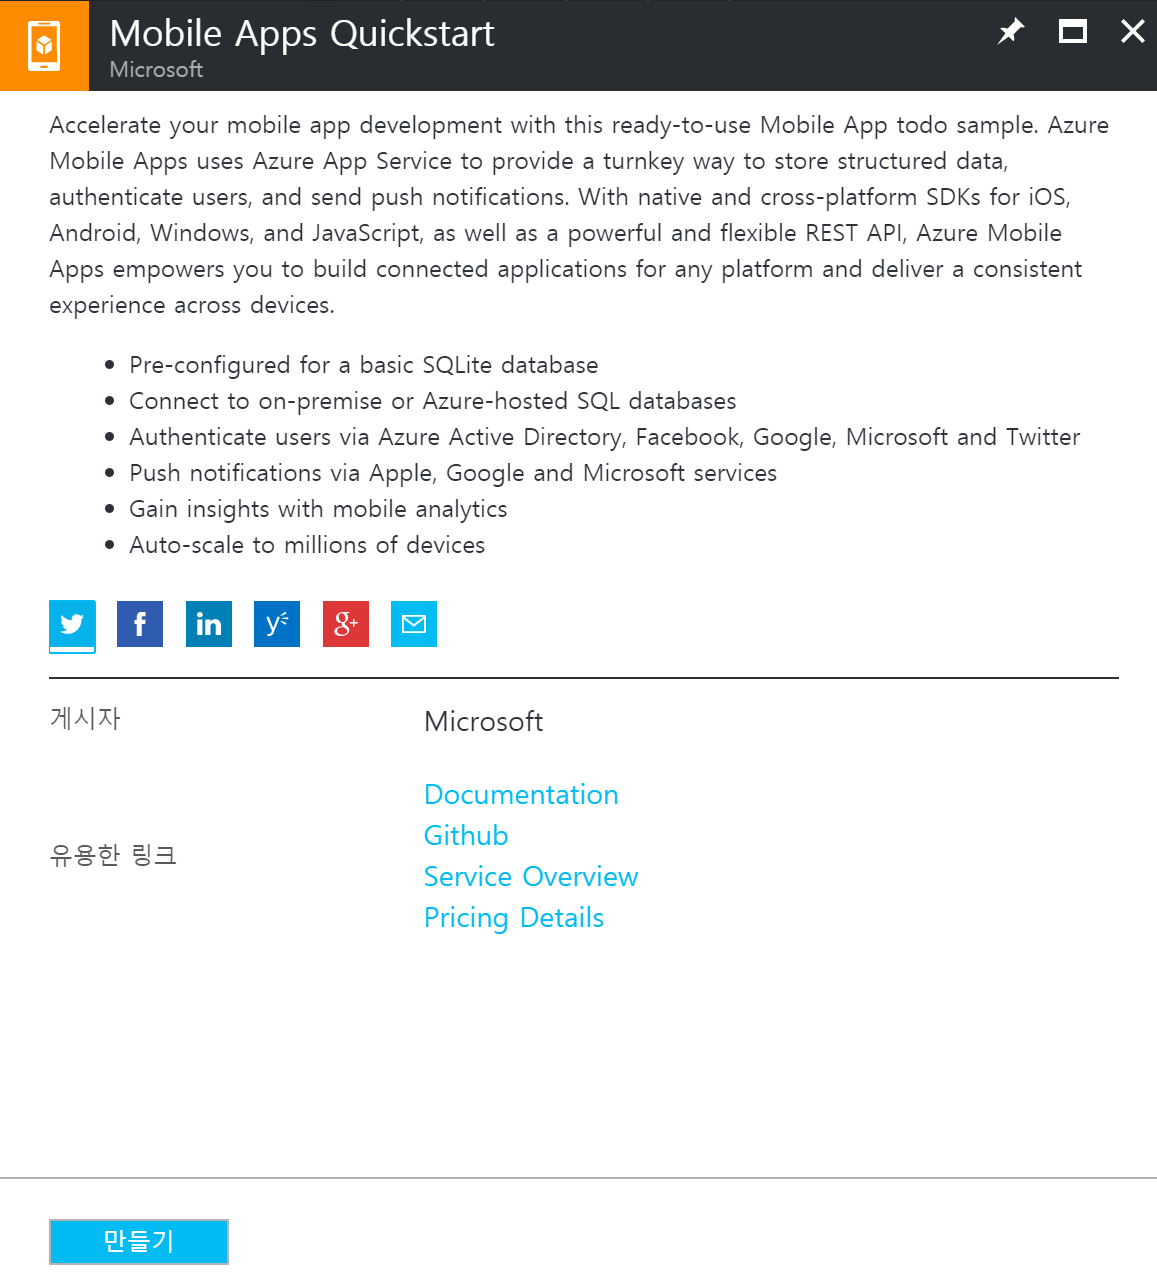 Mobile Apps Quickstart
Microsoft
Accelerate your mobile app development with this ready-to-use Mobile App todo sample. Azure
Mobile Apps uses Azure App Service to provide a turnkey way to store structured data,
authenticate users, and send push notifications. With native and cross-platform SDKs for iOS,
Android, Windows, and JavaScript, as well as a powerful and flexible REST API, Azure Mobile
Apps empowers you to build connected applications for any platform and deliver a consistent
experience across devices.
• Pre-configured for a basic SQLite database
• Connect to on-premise or Azure-hosted SQL databases
• Authenticate users via Azure Active Directory, Facebook, Google, Microsoft and Twitter
• Push notifications via Apple, Google and Microsoft services
• Gain insights with mobile analytics
• Auto-scale to millions of devices
게시자 Microsoft
유용한 링크
Documentation
Github
Service Overview
Pricing Details
만들기